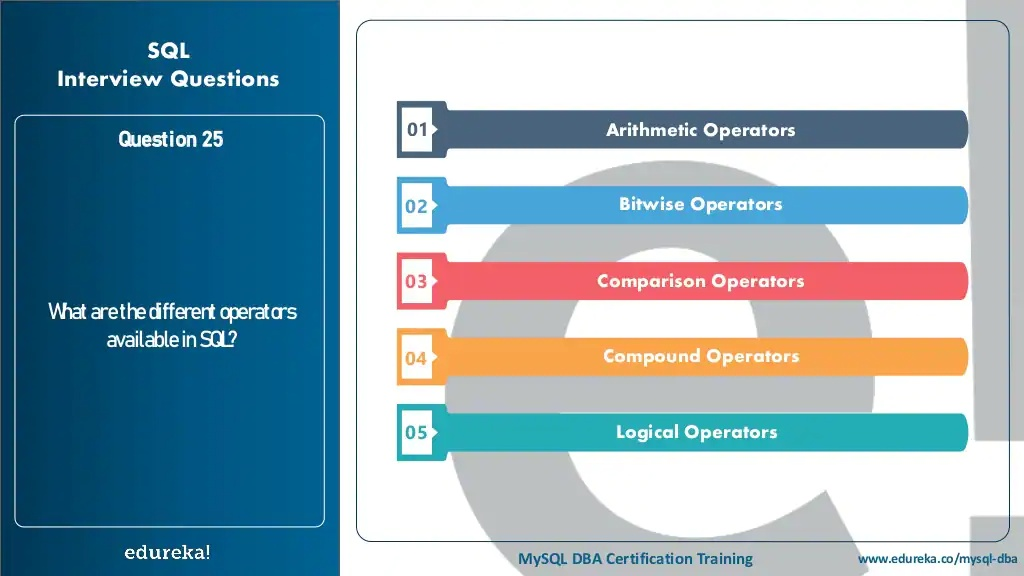 SQL
Interview Questions
Question 25
What are the different operators
available in SQL?
edureka!
01
Arithmetic Operators
02
Bitwise Operators
03
Comparison Operators
04
Compound Operators
05
Logical Operators
MySQL DBA Certification Training
www.edureka.co/mysql-dba